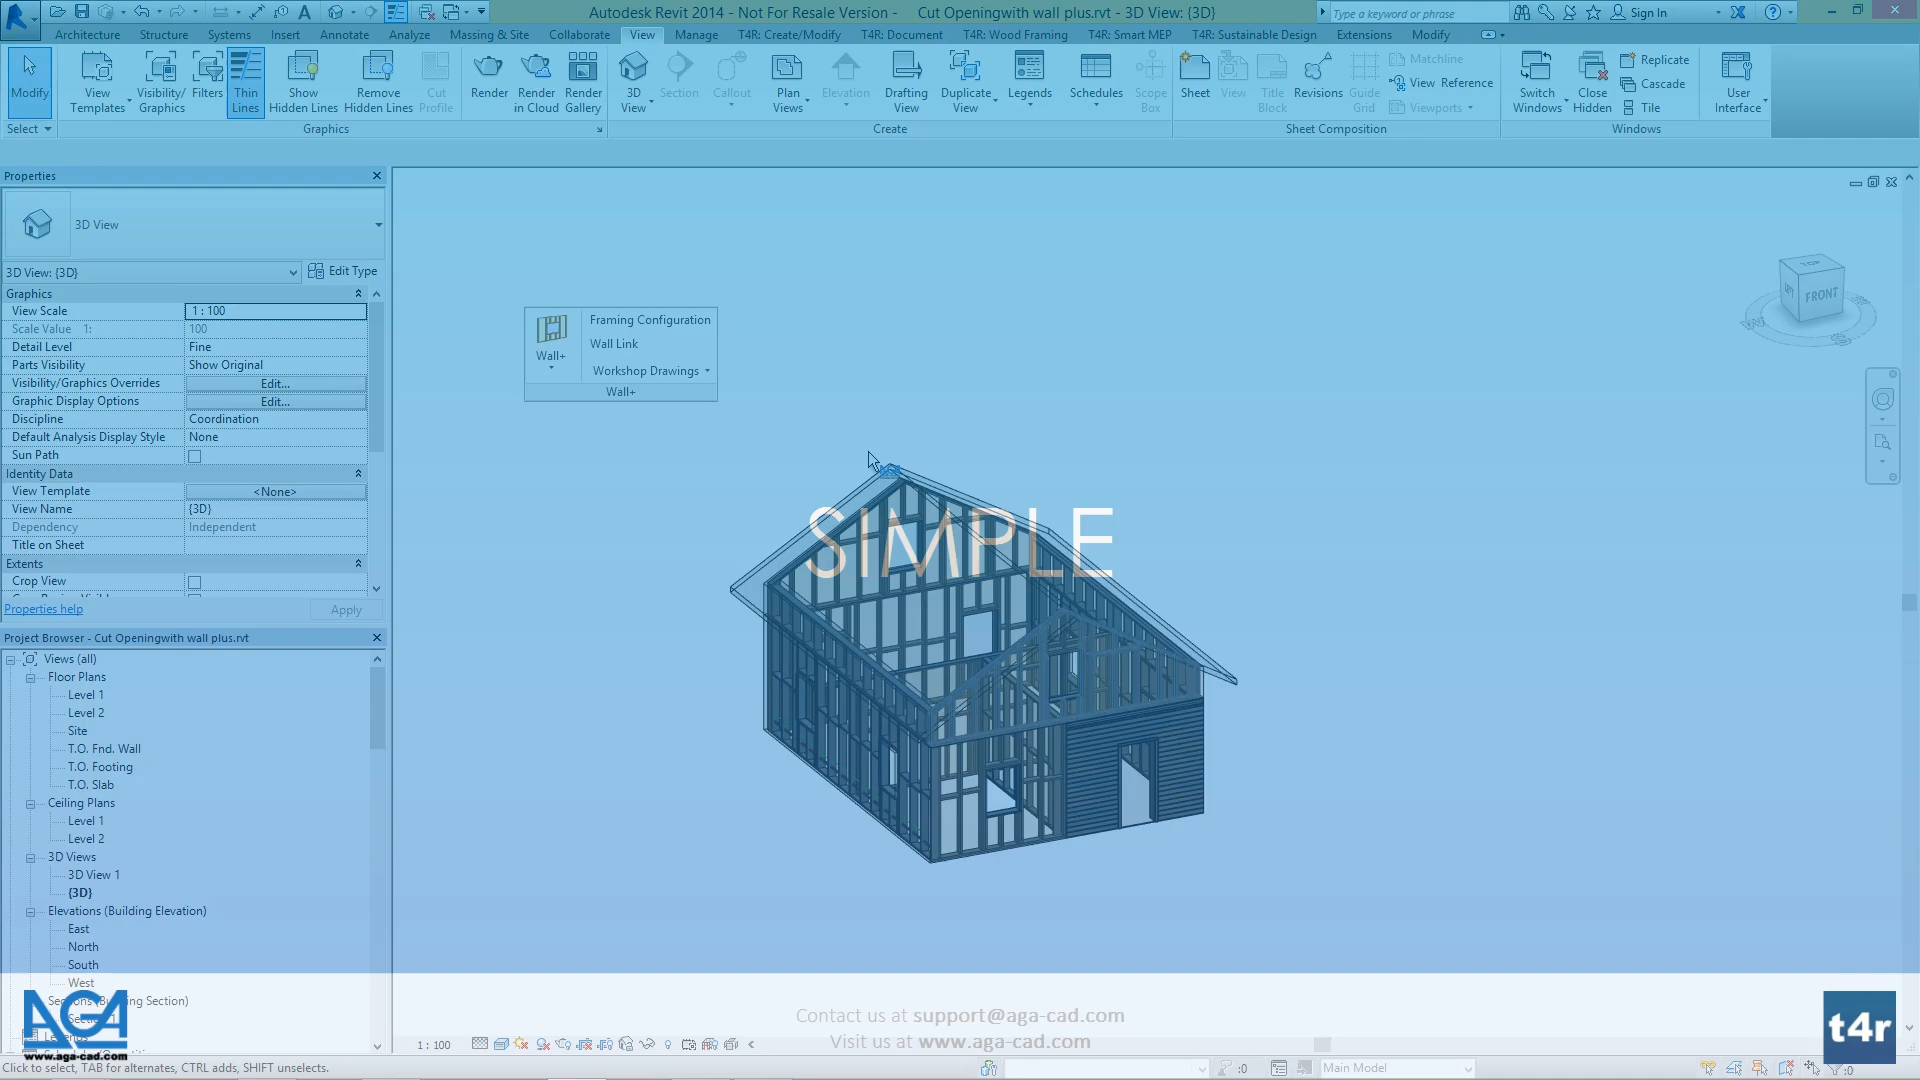 Autodesk Revit 2014 - Not For Resale Version - Cut Openingwith wall plus.rvt - 3D View: {3D}
Type a keyword or phrase
Sign In
Architecture Structure Systems Insert Annotate Analyze Massing & Site Collaborate View Manage T4R: Create/Modify T4R: Document T4R: Wood Framing T4R: Smart MEP T4R: Sustainable Design Extensions Modify
Modify
View Templates
Visibility/ Graphics
Filters
Thin Lines
Show Hidden Lines
Remove Hidden Lines
Cut Profile
Render
Render in Cloud
Render Gallery
3D View
Section
Callout
Plan Views
Elevation
Drafting View
Duplicate View
Legends
Schedules
Scope Box
Sheet
View
Title Block
Revisions
Guide Grid
Matchline
View Reference
Viewports
Switch Windows
Close Hidden
Replicate
Cascade
Tile
User Interface
Select
Graphics
Create
Sheet Composition
Windows
Properties
3D View
3D View: {3D}
Edit Type
Graphics
View Scale 1 : 100
Scale Value 1: 100
Detail Level Fine
Parts Visibility Show Original
Visibility/Graphics Overrides Edit...
Graphic Display Options Edit...
Discipline Coordination
Default Analysis Display Style None
Sun Path
Identity Data
View Template <None>
View Name {3D}
Dependency Independent
Title on Sheet
Extents
Crop View
Properties help
Apply
Project Browser - Cut Openingwith wall plus.rvt
Views (all)
Floor Plans
Level 1
Level 2
Site
T.O. Fnd. Wall
T.O. Footing
T.O. Slab
Ceiling Plans
Level 1
Level 2
3D Views
3D View 1
{3D}
Elevations (Building Elevation)
East
North
South
West
Wall+
Framing Configuration
Wall Link
Workshop Drawings
Wall+
TOP
LEFT
FRONT
SIMPLE
AGA
www.aga-cad.com
Contact us at support@aga-cad.com
Visit us at www.aga-cad.com
t4r
1 : 100
Click to select, TAB for alternates, CTRL adds, SHIFT unselects.
:0
Main Model
:0